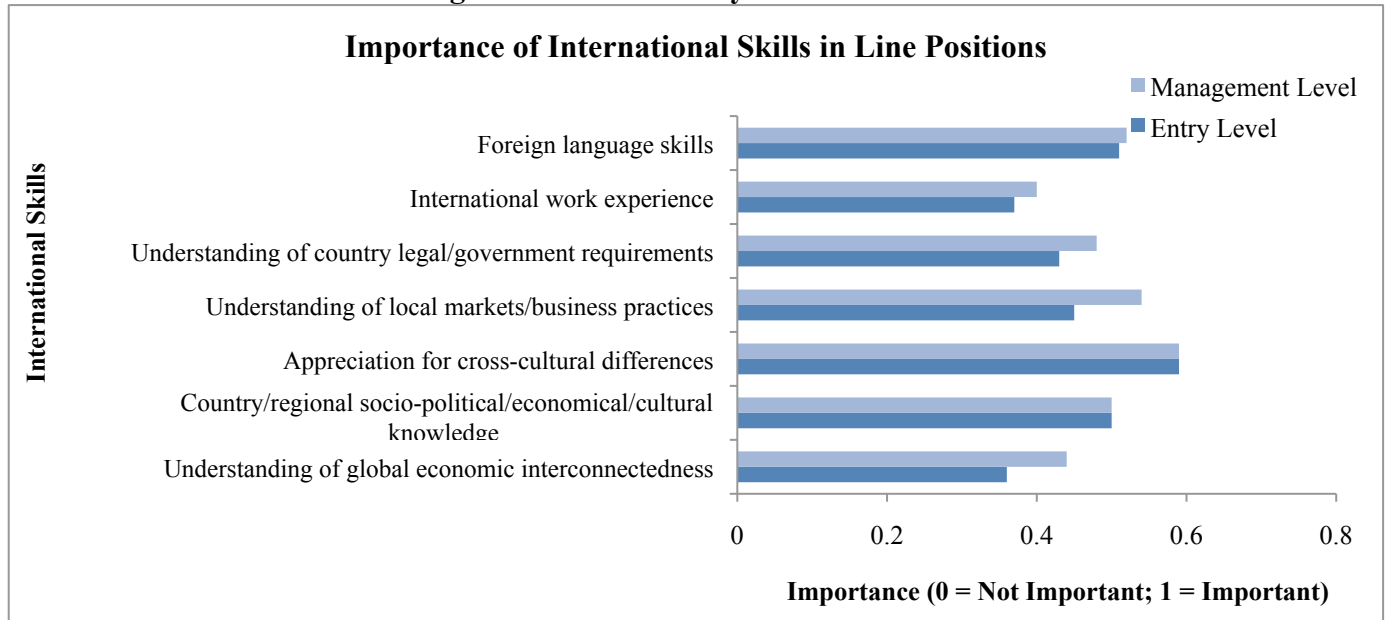 Importance of International Skills in Line Positions
Management Level
Entry Level
International Skills
Foreign language skills
International work experience
Understanding of country legal/government requirements
Understanding of local markets/business practices
Appreciation for cross-cultural differences
Country/regional socio-political/economical/cultural
knowledge
Understanding of global economic interconnectedness
0 0.2 0.4 0.6 0.8
Importance (0 = Not Important; 1 = Important)